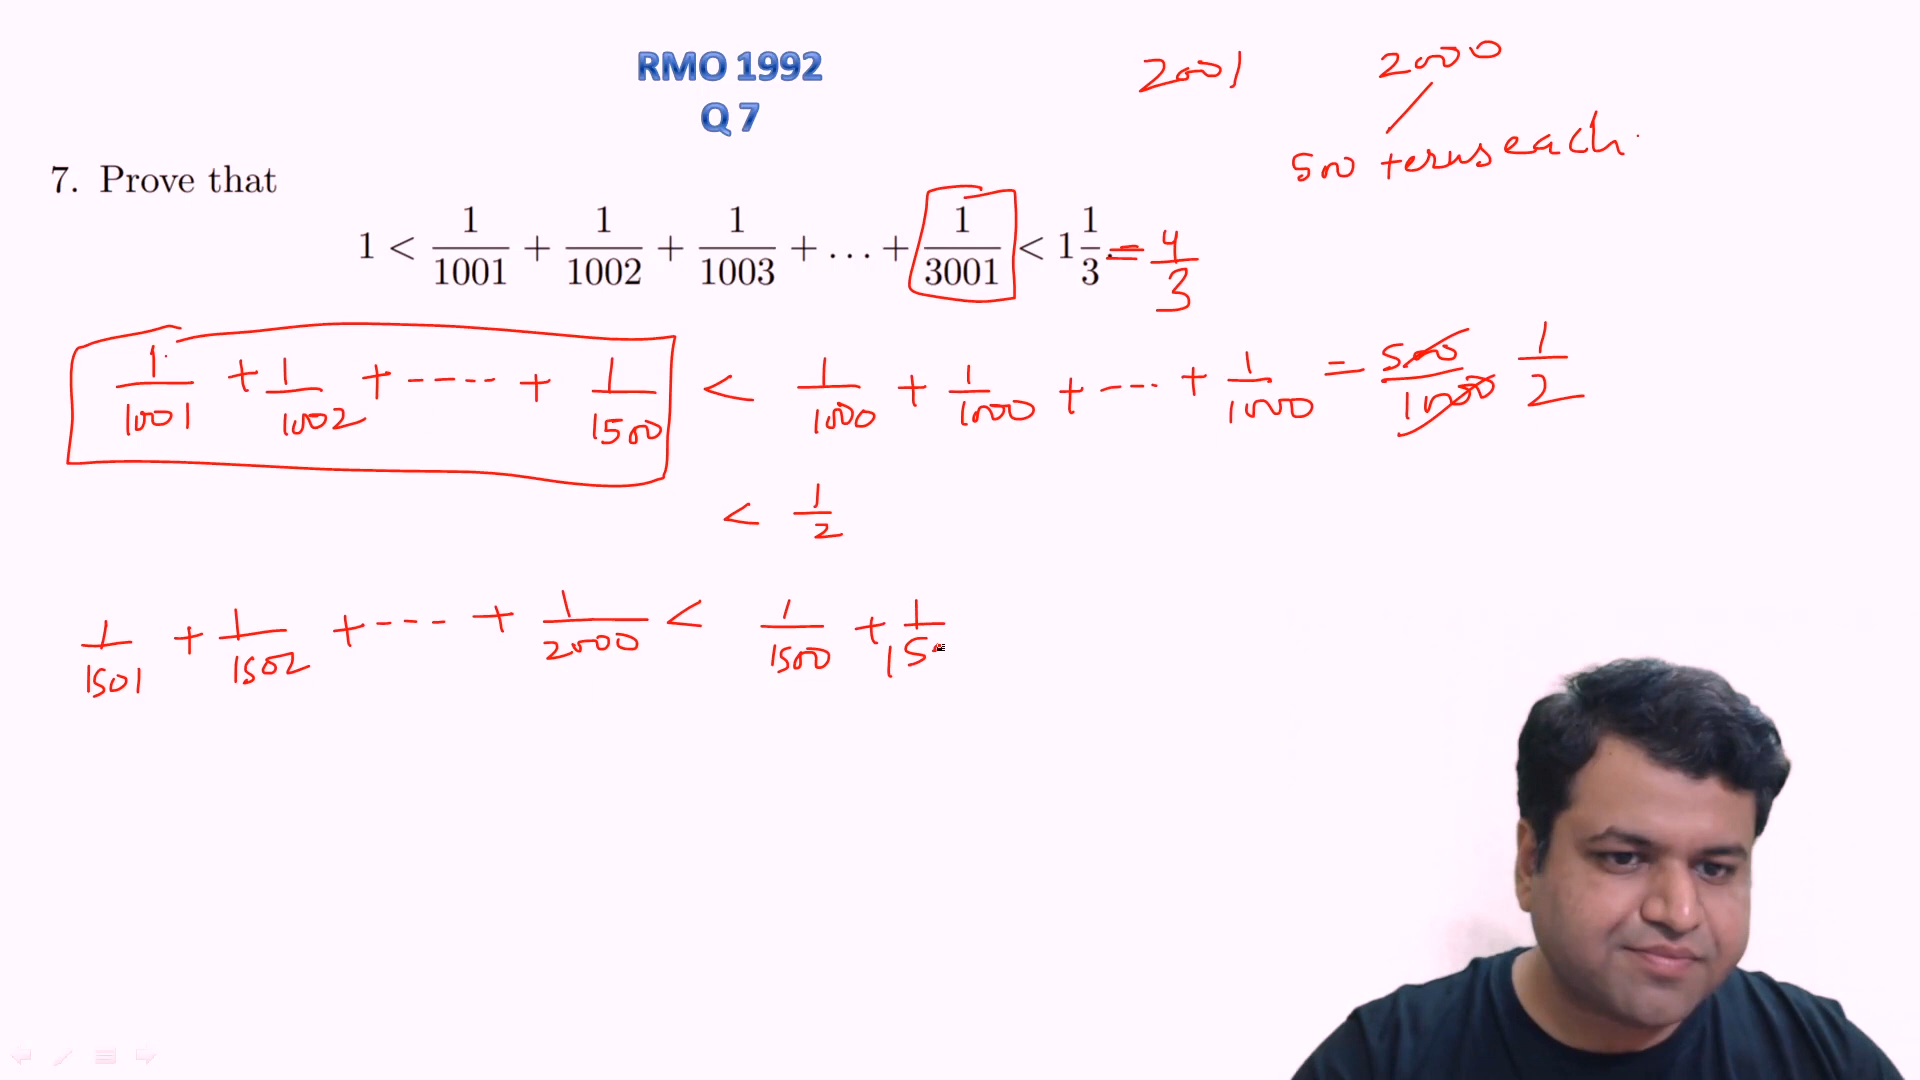 RMO 1992
Q 7
2001 2000
500 terms each.
7. Prove that
1 < 1/1001 + 1/1002 + 1/1003 + ... + 1/3001 < 1 1/3. = 4/3
1/1001 + 1/1002 + ---- + 1/1500 < 1/1000 + 1/1000 + --- + 1/1000 = 500/1000 1/2
< 1/2
1/1501 + 1/1502 + ---- + 1/2000 < 1/1500 + 1/150